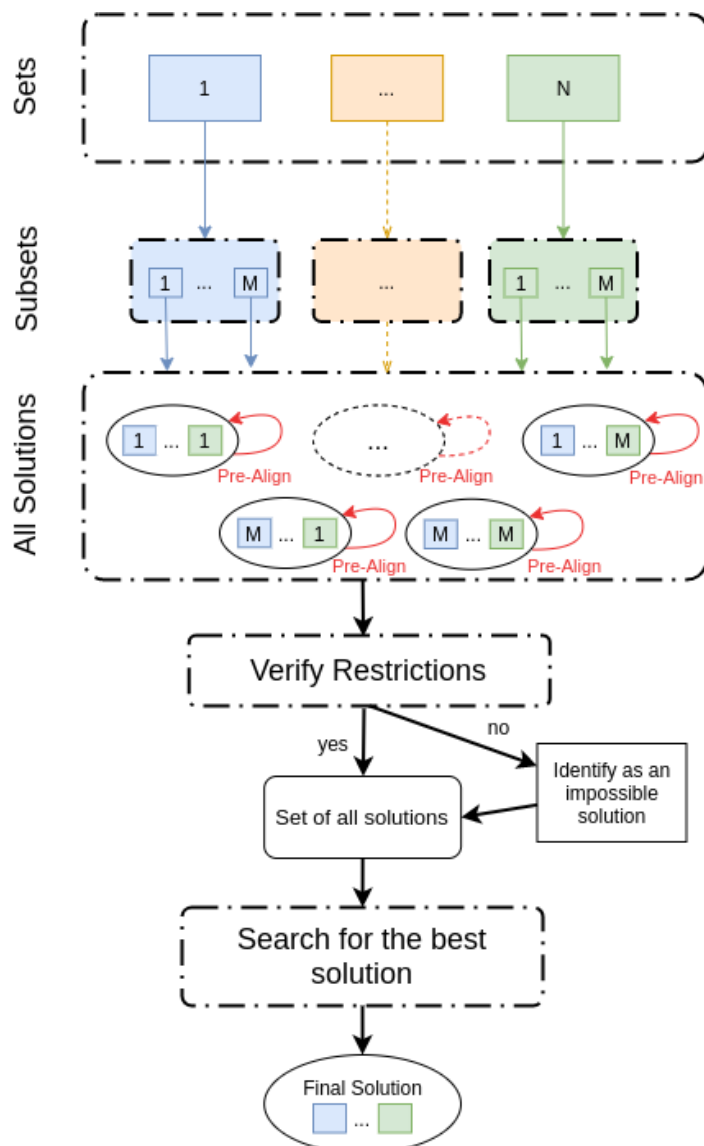 Sets
1
...
N
Subsets
1 ... M
...
1 ... M
All Solutions
1 ... 1
Pre-Align
...
Pre-Align
1 ... M
Pre-Align
M ... 1
Pre-Align
M ... M
Pre-Align
Verify Restrictions
yes
no
Identify as an
impossible
solution
Set of all solutions
Search for the best
solution
Final Solution
...